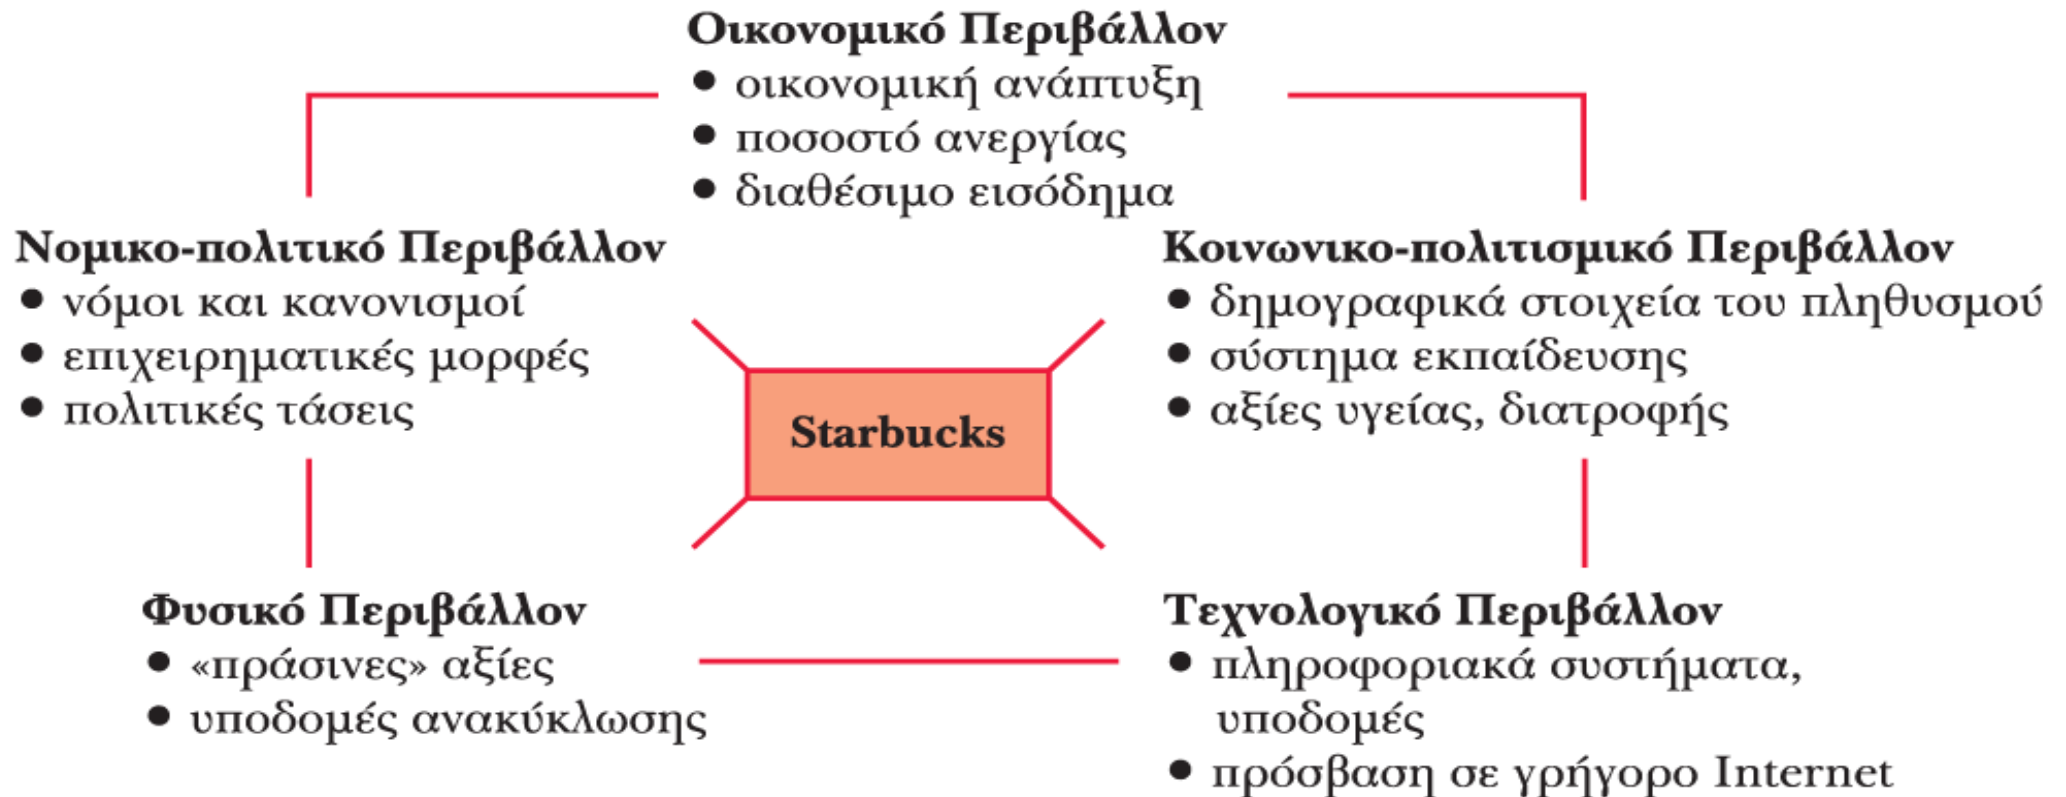 Οικονομικό Περιβάλλον
● οικονομική ανάπτυξη
● ποσοστό ανεργίας
● διαθέσιμο εισόδημα
Νομικο-πολιτικό Περιβάλλον
● νόμοι και κανονισμοί
● επιχειρηματικές μορφές
● πολιτικές τάσεις
Κοινωνικο-πολιτισμικό Περιβάλλον
● δημογραφικά στοιχεία του πληθυσμού
● σύστημα εκπαίδευσης
● αξίες υγείας, διατροφής
Starbucks
Φυσικό Περιβάλλον
● «πράσινες» αξίες
● υποδομές ανακύκλωσης
Τεχνολογικό Περιβάλλον
● πληροφοριακά συστήματα,
υποδομές
● πρόσβαση σε γρήγορο Internet